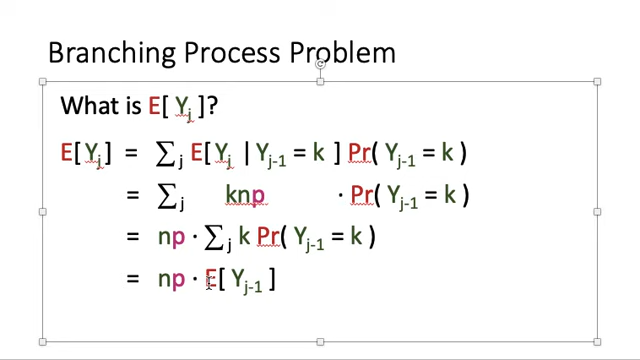 Branching Process Problem
What is E[ Yⱼ ]?
E[ Yⱼ ] = ∑ⱼ E[ Yⱼ | Yⱼ₋₁ = k ] Pr( Yⱼ₋₁ = k )
= ∑ⱼ knp · Pr( Yⱼ₋₁ = k )
= np · ∑ⱼ k Pr( Yⱼ₋₁ = k )
= np · E[ Yⱼ₋₁ ]